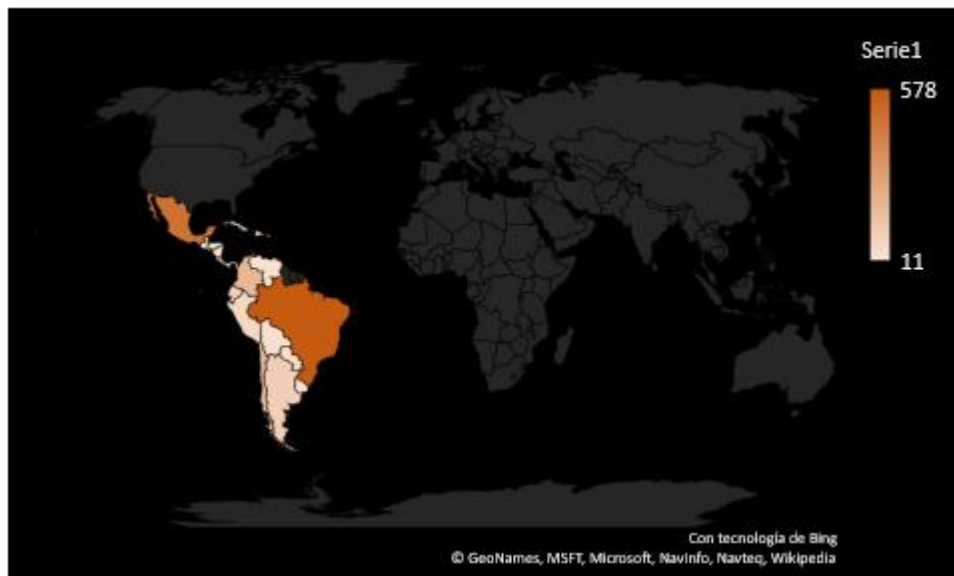 Serie1
578
11
Con tecnología de Bing
© GeoNames, MSFT, Microsoft, NavInfo, Navteq, Wikipedia